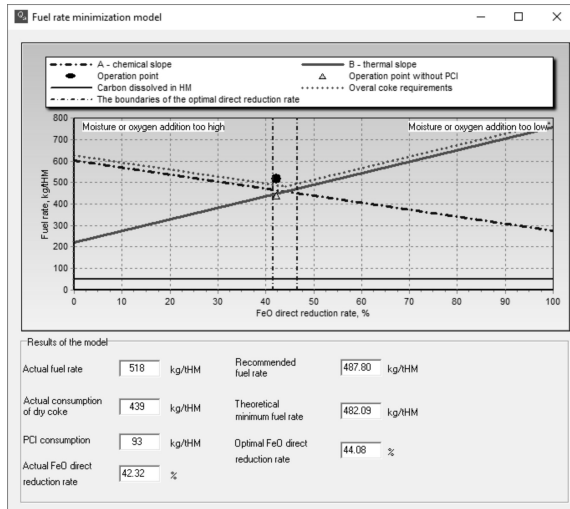 Fuel rate minimization model
A - chemical slope
B - thermal slope
Operation point
Operation point without PCI
Carbon dissolved in HM
Overal coke requirements
The boundaries of the optimal direct reduction rate
Moisture or oxygen addition too high
Moisture or oxygen addition too low
Fuel rate, kg/tHM
800
700
600
500
400
300
200
100
0
0 10 20 30 40 50 60 70 80 90 100
FeO direct reduction rate, %
Results of the model
Actual fuel rate 518 kg/tHM
Recommended
fuel rate 487.80 kg/tHM
Actual consumption
of dry coke 439 kg/tHM
Theoretical
minimum fuel rate 482.09 kg/tHM
PCI consumption 93 kg/tHM
Optimal FeO direct
reduction rate 44.08 %
Actual FeO direct
reduction rate 42.32 %